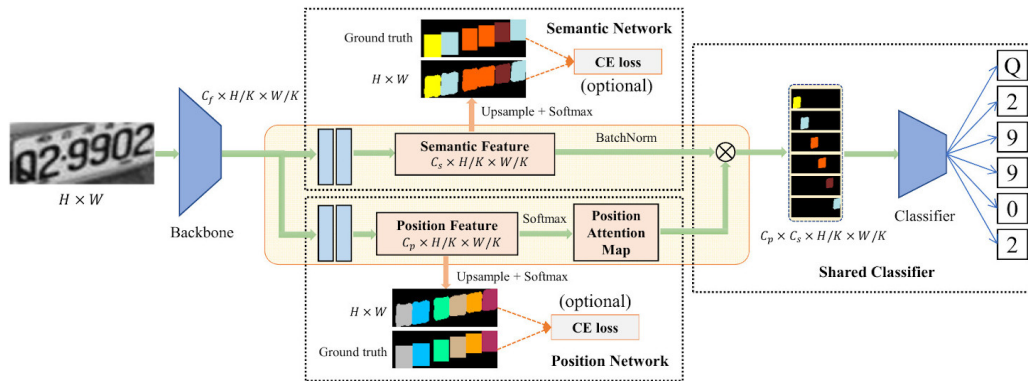 Ground truth
Semantic Network
H × W
CE loss
(optional)
C_f × H/K × W/K
Upsample + Softmax
Q2·9902
H × W
Backbone
Semantic Feature
C_s × H/K × W/K
BatchNorm
Position Feature
C_p × H/K × W/K
Softmax
Position
Attention
Map
Upsample + Softmax
H × W
(optional)
CE loss
Ground truth
Position Network
C_p × C_s × H/K × W/K
Classifier
Shared Classifier
Q
2
9
9
0
2